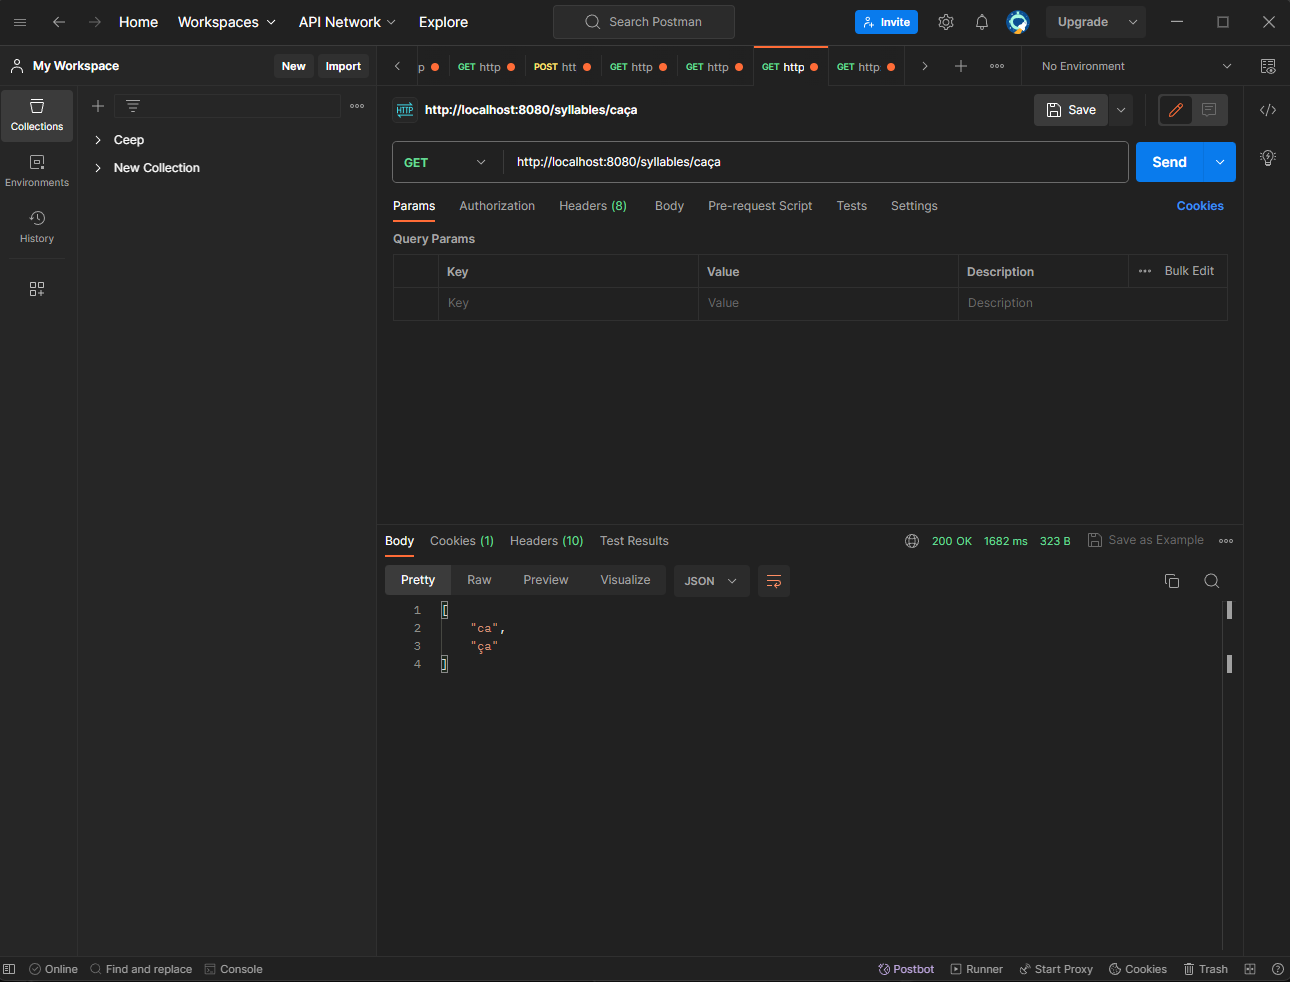 Home Workspaces API Network Explore Search Postman Invite Upgrade
My Workspace New Import
p GET http POST htt GET http GET http GET http GET http No Environment
Collections
Environments
History
Ceep
New Collection
HTTP http://localhost:8080/syllables/caça Save
GET http://localhost:8080/syllables/caça Send
Params Authorization Headers (8) Body Pre-request Script Tests Settings Cookies
Query Params
Key Value Description Bulk Edit
Key Value Description
Body Cookies (1) Headers (10) Test Results 200 OK 1682 ms 323 B Save as Example
Pretty Raw Preview Visualize JSON
1 [
2 "ca",
3 "ça"
4 ]
Online Find and replace Console Postbot Runner Start Proxy Cookies Trash